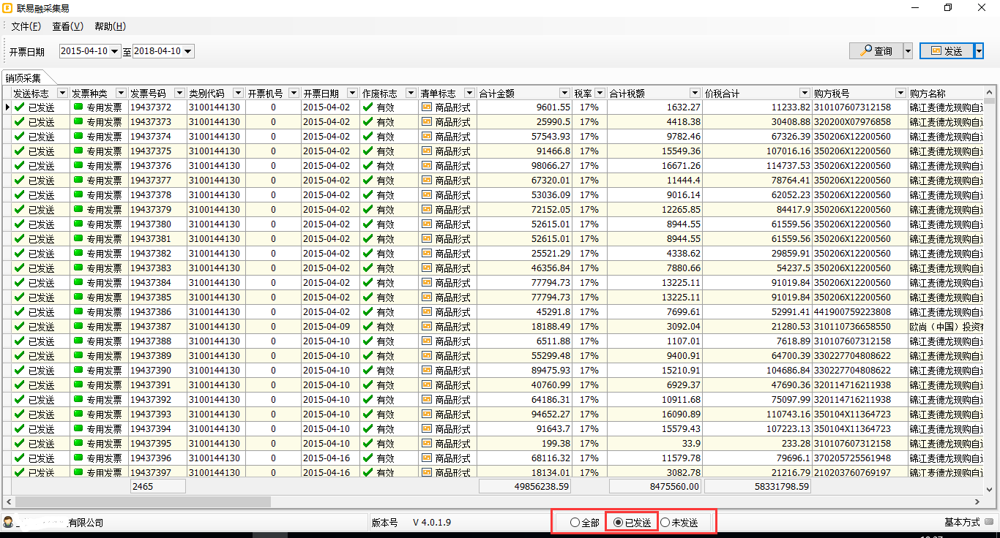 联易融采集易
文件(F) 查看(V) 帮助(H)
开票日期 2015-04-10 至 2018-04-10 查询 发送
销项采集
发送标志 发票种类 发票号码 类别代码 开票机号 开票日期 作废标志 清单标志 合计金额 税率 合计税额 价税合计 购方税号 购方名称
已发送 专用发票 19437372 3100144130 0 2015-04-02 有效 商品形式 9601.55 17% 1632.27 11233.82 310107607312158 锦江麦德龙现购自
已发送 专用发票 19437373 3100144130 0 2015-04-02 有效 商品形式 25990.5 17% 4418.38 30408.88 320200X07976858 锦江麦德龙现购自
已发送 专用发票 19437374 3100144130 0 2015-04-02 有效 商品形式 57543.93 17% 9782.46 67326.39 350206X12200560 锦江麦德龙现购自
已发送 专用发票 19437375 3100144130 0 2015-04-02 有效 商品形式 91466.8 17% 15549.36 107016.16 350206X12200560 锦江麦德龙现购自
已发送 专用发票 19437376 3100144130 0 2015-04-02 有效 商品形式 98066.27 17% 16671.26 114737.53 350206X12200560 锦江麦德龙现购自
已发送 专用发票 19437377 3100144130 0 2015-04-02 有效 商品形式 67320.01 17% 11444.4 78764.41 350206X12200560 锦江麦德龙现购自
已发送 专用发票 19437378 3100144130 0 2015-04-02 有效 商品形式 53036.09 17% 9016.14 62052.23 350206X12200560 锦江麦德龙现购自
已发送 专用发票 19437379 3100144130 0 2015-04-02 有效 商品形式 72152.05 17% 12265.85 84417.9 350206X12200560 锦江麦德龙现购自
已发送 专用发票 19437380 3100144130 0 2015-04-02 有效 商品形式 52615.01 17% 8944.55 61559.56 350206X12200560 锦江麦德龙现购自
已发送 专用发票 19437381 3100144130 0 2015-04-02 有效 商品形式 52615.01 17% 8944.55 61559.56 350206X12200560 锦江麦德龙现购自
已发送 专用发票 19437382 3100144130 0 2015-04-02 有效 商品形式 25521.29 17% 4338.62 29859.91 350206X12200560 锦江麦德龙现购自
已发送 专用发票 19437383 3100144130 0 2015-04-02 有效 商品形式 46356.84 17% 7880.66 54237.5 350206X12200560 锦江麦德龙现购自
已发送 专用发票 19437384 3100144130 0 2015-04-02 有效 商品形式 77794.73 17% 13225.11 91019.84 350206X12200560 锦江麦德龙现购自
已发送 专用发票 19437385 3100144130 0 2015-04-02 有效 商品形式 77794.73 17% 13225.11 91019.84 350206X12200560 锦江麦德龙现购自
已发送 专用发票 19437386 3100144130 0 2015-04-02 有效 商品形式 45291.8 17% 7699.61 52991.41 441900759223808 锦江麦德龙现购自
已发送 专用发票 19437387 3100144130 0 2015-04-09 有效 商品形式 18188.49 17% 3092.04 21280.53 310110736658550 欧尚（中国）投资
已发送 专用发票 19437388 3100144130 0 2015-04-10 有效 商品形式 6511.88 17% 1107.01 7618.89 310107607312158 锦江麦德龙现购自
已发送 专用发票 19437389 3100144130 0 2015-04-10 有效 商品形式 55299.48 17% 9400.91 64700.39 330227704808622 锦江麦德龙现购自
已发送 专用发票 19437390 3100144130 0 2015-04-10 有效 商品形式 89475.93 17% 15210.91 104686.84 330227704808622 锦江麦德龙现购自
已发送 专用发票 19437391 3100144130 0 2015-04-10 有效 商品形式 40760.99 17% 6929.37 47690.36 320114716211938 锦江麦德龙现购自
已发送 专用发票 19437392 3100144130 0 2015-04-10 有效 商品形式 64186.31 17% 10911.68 75097.99 320114716211938 锦江麦德龙现购自
已发送 专用发票 19437393 3100144130 0 2015-04-10 有效 商品形式 94652.27 17% 16090.89 110743.16 350104X11364723 锦江麦德龙现购自
已发送 专用发票 19437394 3100144130 0 2015-04-10 有效 商品形式 91643.7 17% 15579.43 107223.13 350104X11364723 锦江麦德龙现购自
已发送 专用发票 19437395 3100144130 0 2015-04-10 有效 商品形式 199.38 17% 33.9 233.28 310107607312158 锦江麦德龙现购自
已发送 专用发票 19437396 3100144130 0 2015-04-16 有效 商品形式 68116.32 17% 11579.78 79696.1 370205725561948 锦江麦德龙现购自
已发送 专用发票 19437397 3100144130 0 2015-04-16 有效 商品形式 18134.01 17% 3082.78 21216.79 210203760769197 锦江麦德龙现购自
2465 49856238.59 8475560.00 58331798.59
有限公司 版本号 V 4.0.1.9 全部 已发送 未发送 基本方式